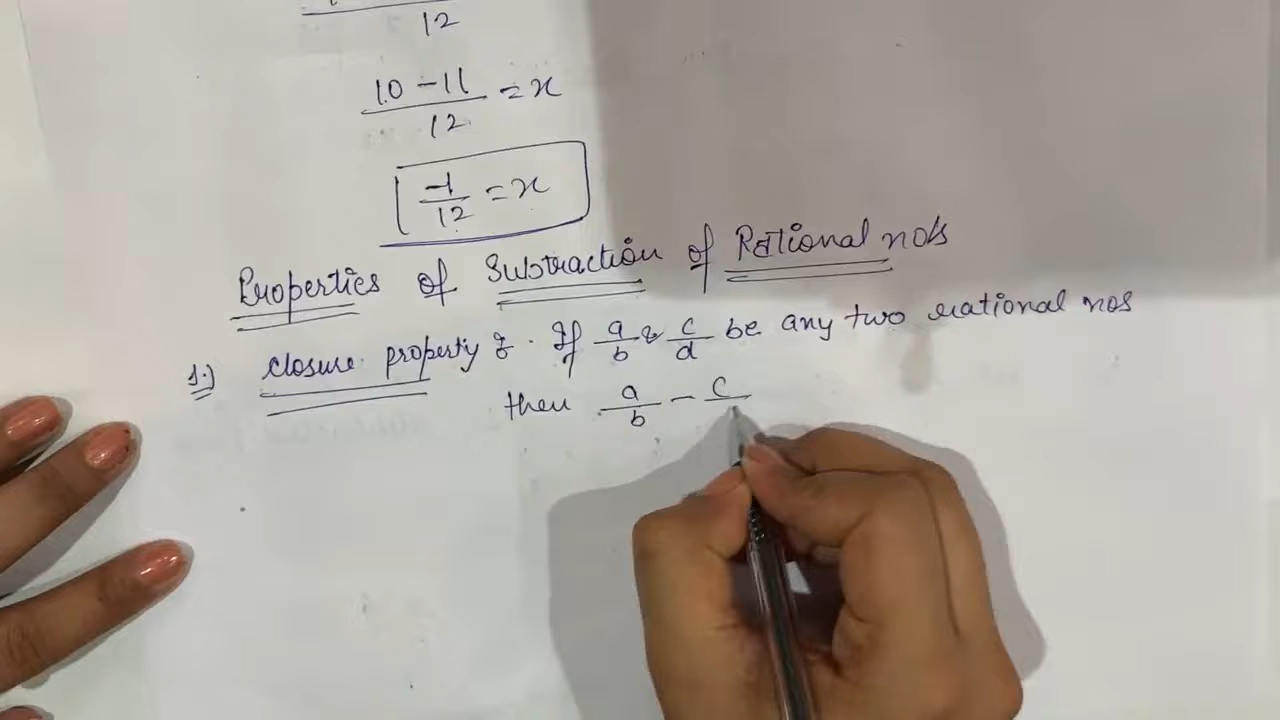 12
10 - 11 / 12 = x
-1/12 = x
Properties of Subtraction of Rational nos
1.) Closure property :- If a/b & c/d be any two rational nos
then a/b - c/